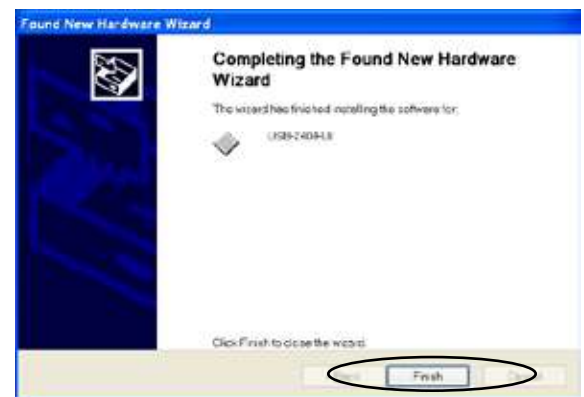 Found New Hardware Wizard
Completing the Found New Hardware
Wizard
The wizard has finished installing the software for:
Click Finish to close the wizard.
Finish